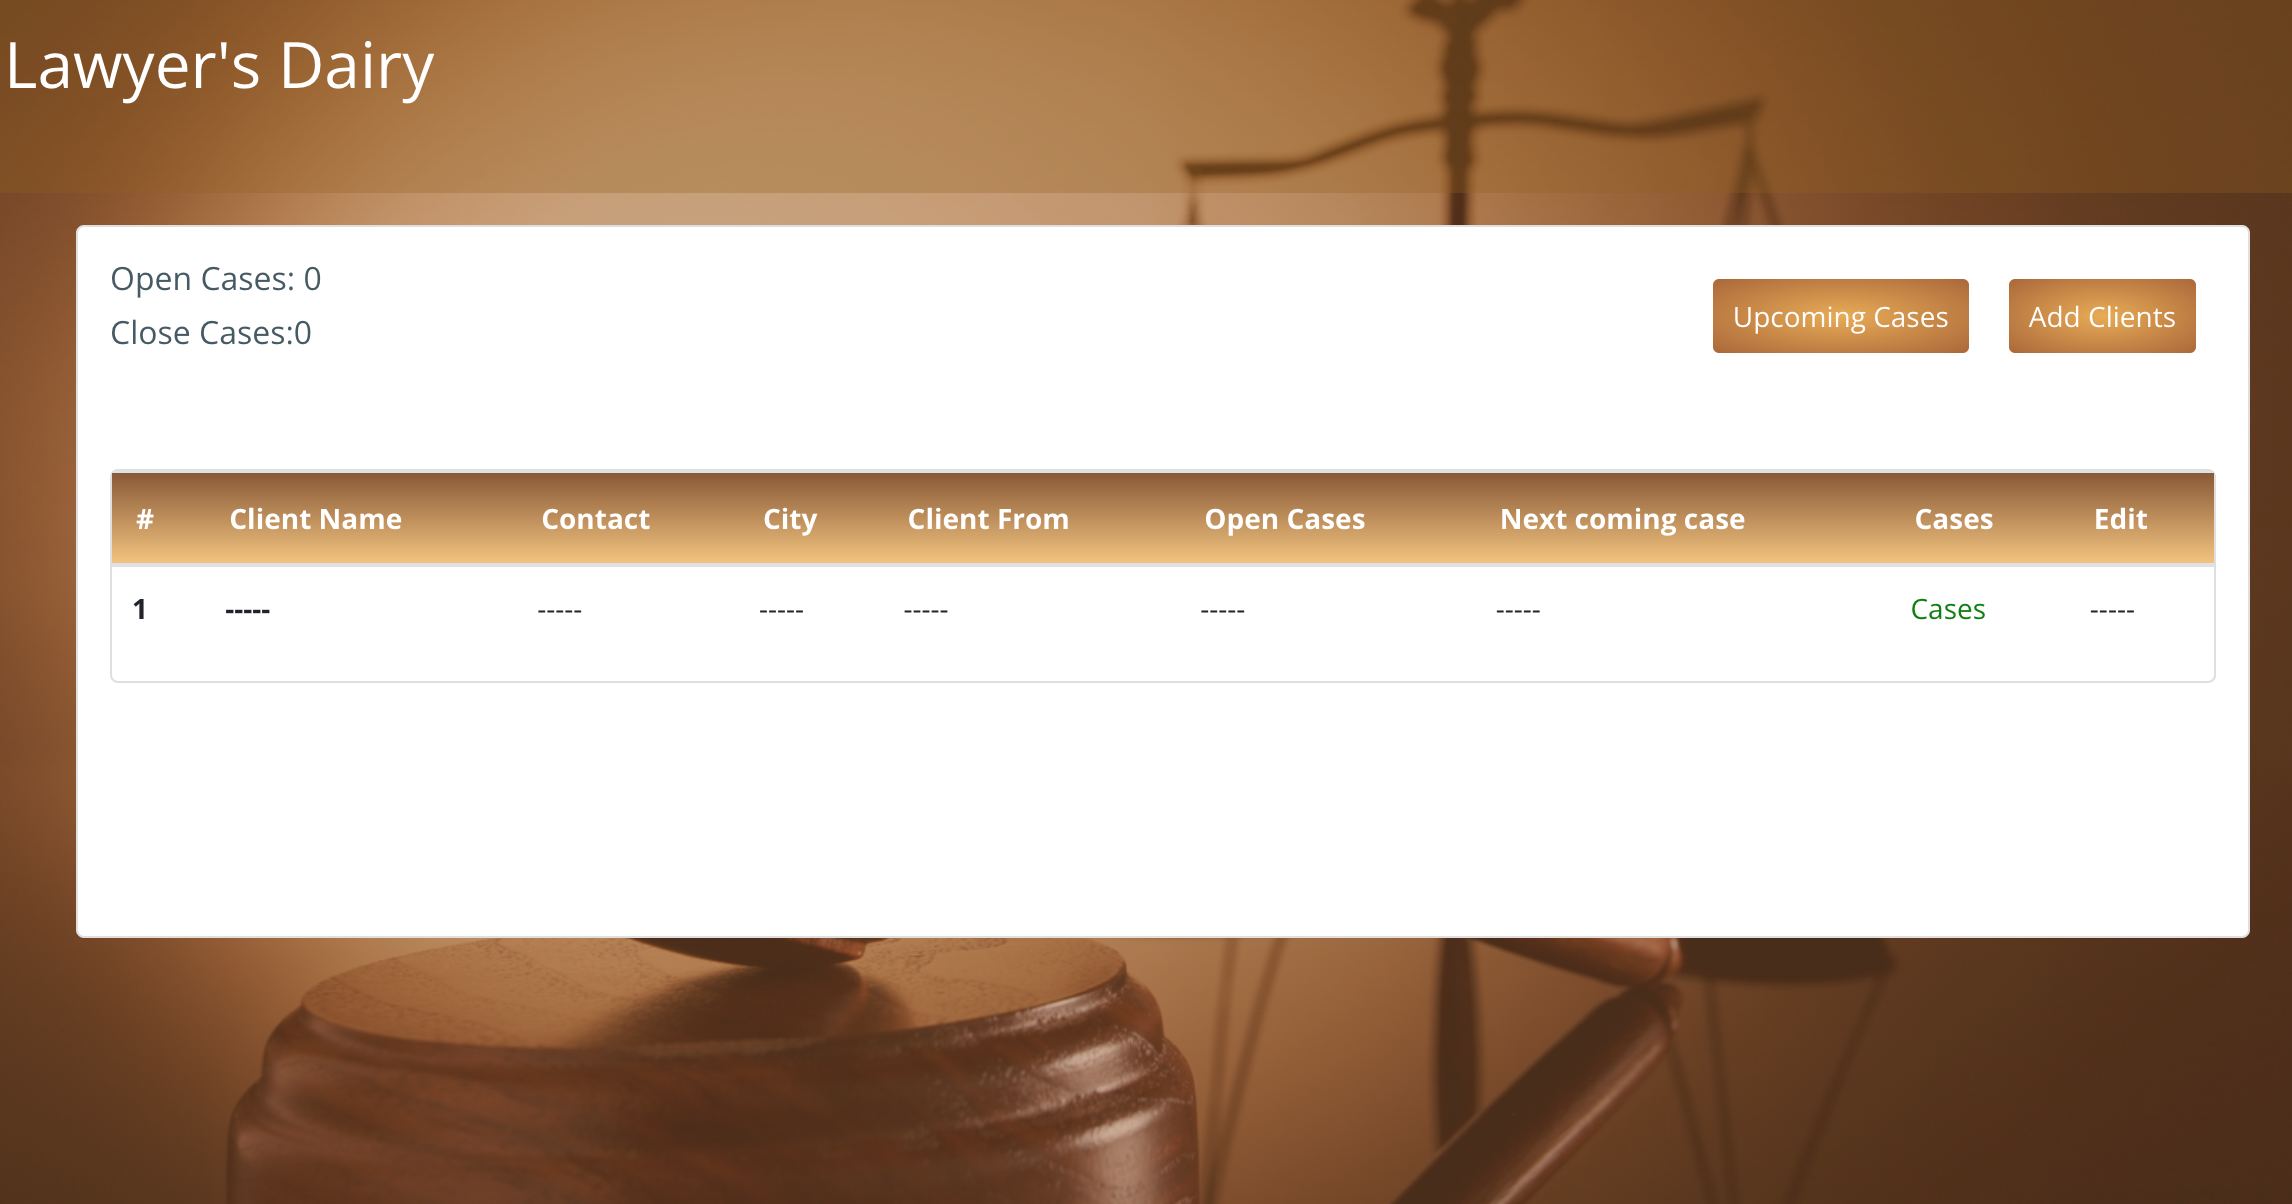 Lawyer's Dairy
Open Cases: 0
Close Cases:0
Upcoming Cases Add Clients
# Client Name Contact City Client From Open Cases Next coming case Cases Edit
1 ----- ----- ----- ----- ----- ----- Cases -----